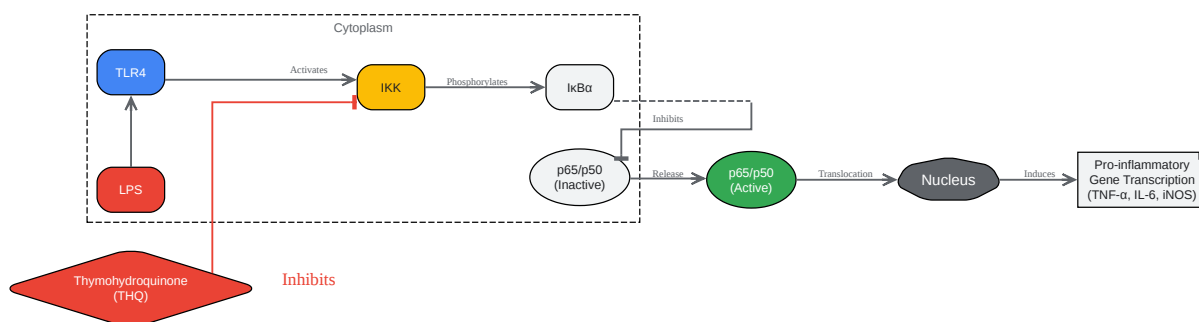 Cytoplasm
TLR4
Activates
IKK
Phosphorylates
IκBα
Inhibits
LPS
p65/p50
(Inactive)
Release
p65/p50
(Active)
Translocation
Nucleus
Induces
Pro-inflammatory
Gene Transcription
(TNF-α, IL-6, iNOS)
Thymohydroquinone
(THQ)
Inhibits